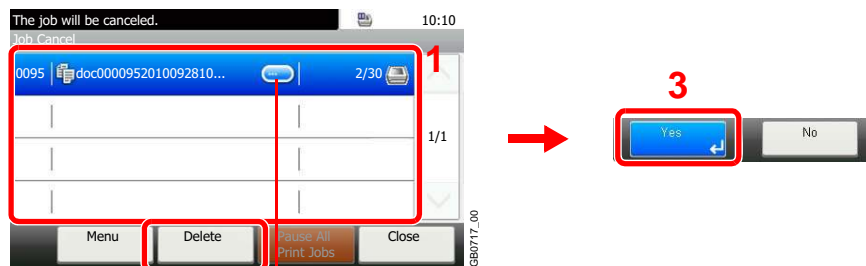 The job will be canceled.
10:10
Job Cancel
1
0095 doc0000952010092810... ... 2/30
1/1
Menu
Delete
Pause All
Print Jobs
Close
GB0717_00
3
Yes
No